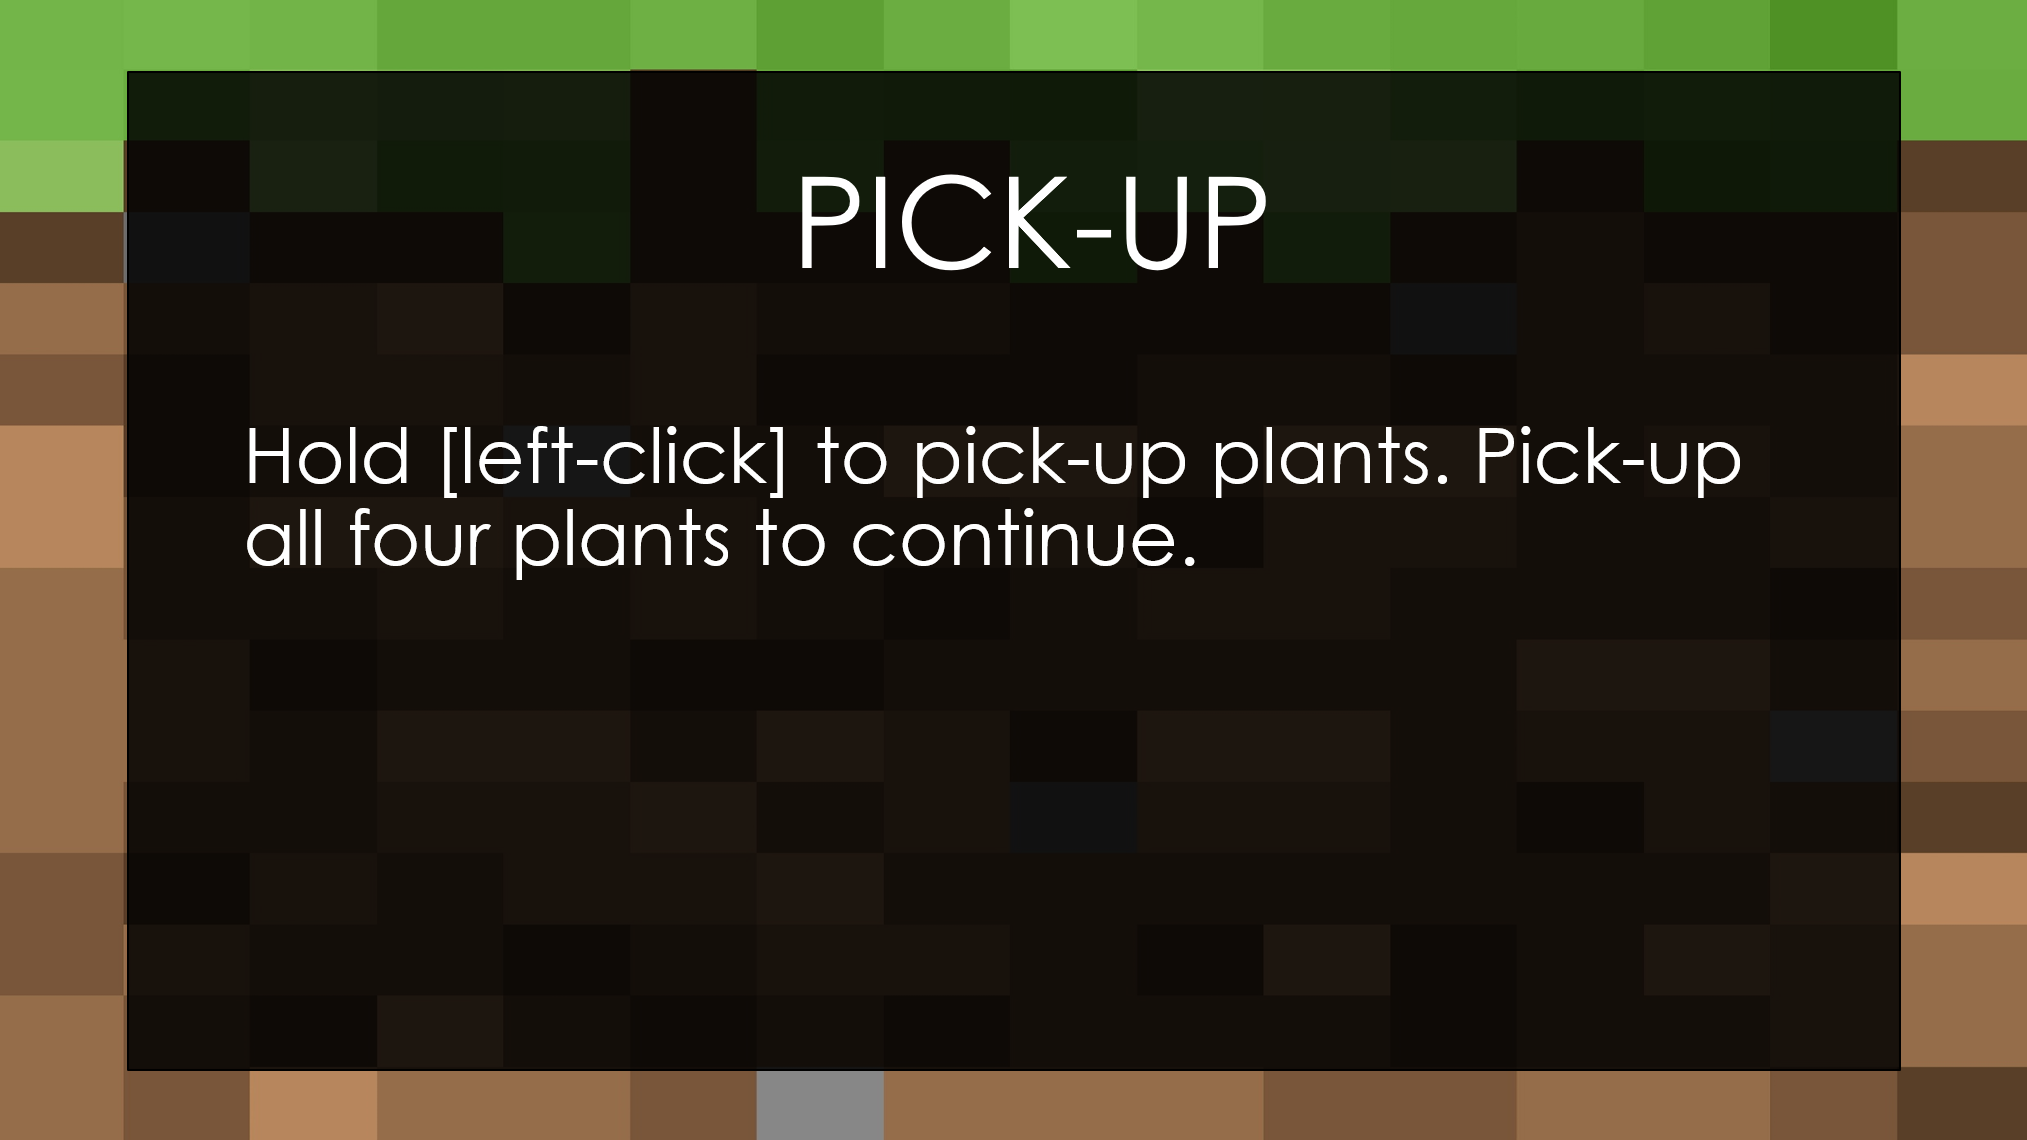 PICK-UP
Hold [left-click] to pick-up plants. Pick-up
all four plants to continue.